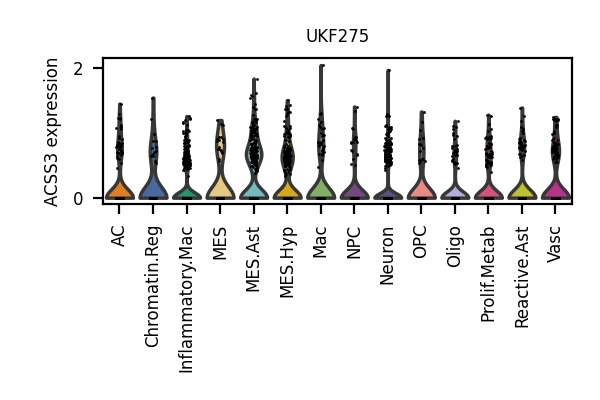 UKF275
ACSS3 expression
2
0
AC
Chromatin.Reg
Inflammatory.Mac
MES
MES.Ast
MES.Hyp
Mac
NPC
Neuron
OPC
Oligo
Prolif.Metab
Reactive.Ast
Vasc